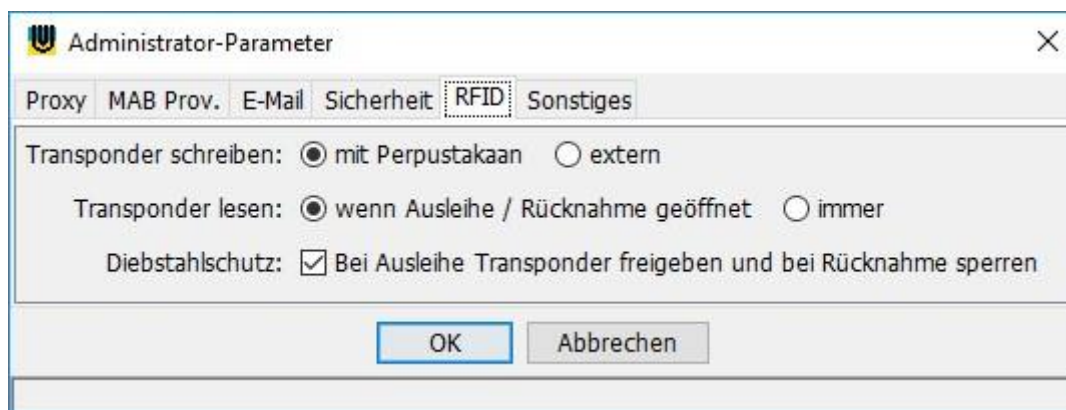 Administrator-Parameter
Proxy MAB Prov. E-Mail Sicherheit RFID Sonstiges
Transponder schreiben: mit Perpustakaan extern
Transponder lesen: wenn Ausleihe / Rücknahme geöffnet immer
Diebstahlschutz: Bei Ausleihe Transponder freigeben und bei Rücknahme sperren
OK Abbrechen